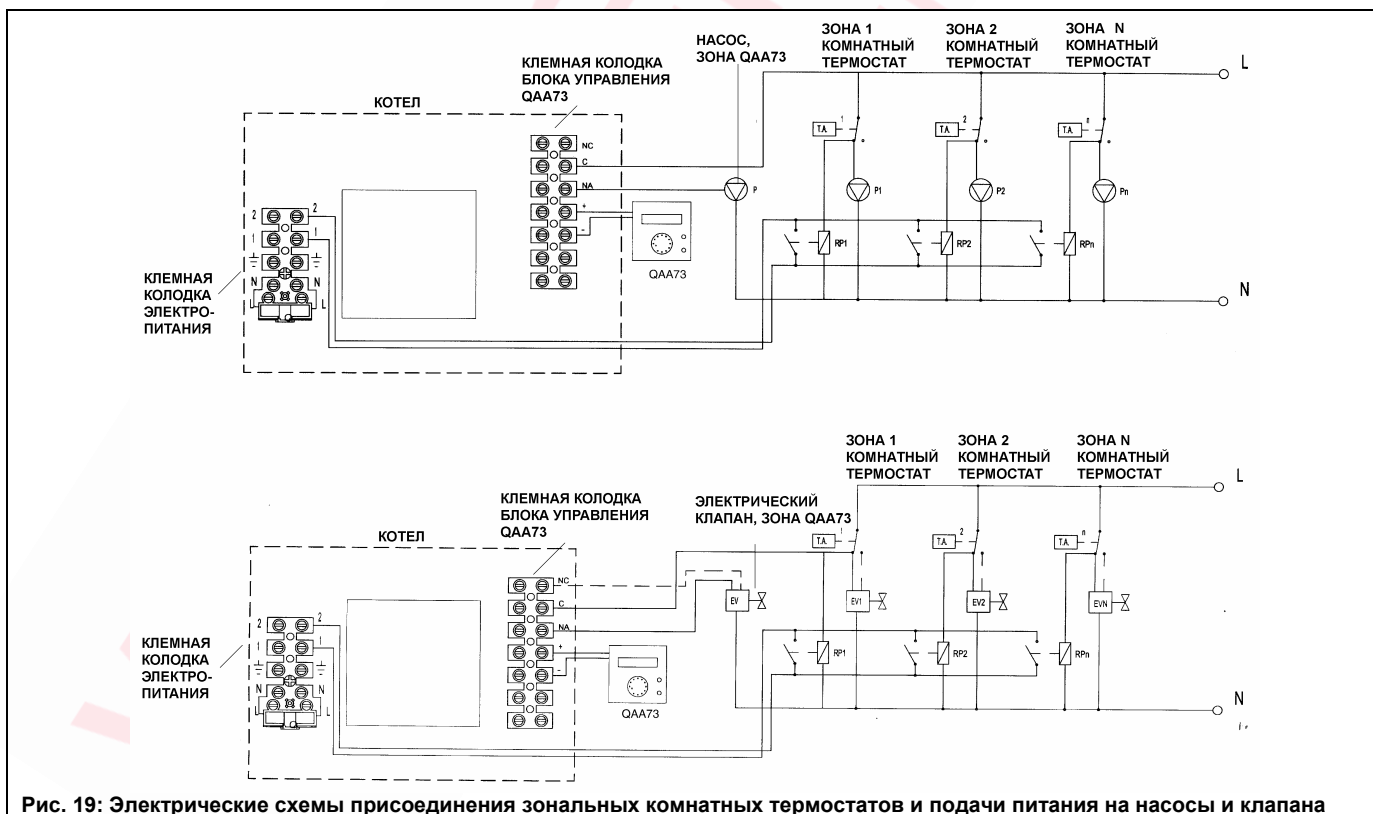 НАСОС,
ЗОНА QAA73
ЗОНА 1
КОМНАТНЫЙ
ТЕРМОСТАТ
ЗОНА 2
КОМНАТНЫЙ
ТЕРМОСТАТ
ЗОНА N
КОМНАТНЫЙ
ТЕРМОСТАТ
L
КЛЕМНАЯ КОЛОДКА
БЛОКА УПРАВЛЕНИЯ
QAA73
КОТЕЛ
NC
C
NA
+
-
T.A. 1
T.A. 2
T.A. n
P
P1
P2
Pn
2 2
1 1
N N
L L
RP1
RP2
RPn
QAA73
N
КЛЕМНАЯ
КОЛОДКА
ЭЛЕКТРО-
ПИТАНИЯ
ЗОНА 1
КОМНАТНЫЙ
ТЕРМОСТАТ
ЗОНА 2
КОМНАТНЫЙ
ТЕРМОСТАТ
ЗОНА N
КОМНАТНЫЙ
ТЕРМОСТАТ
L
КЛЕМНАЯ КОЛОДКА
БЛОКА УПРАВЛЕНИЯ
QAA73
ЭЛЕКТРИЧЕСКИЙ
КЛАПАН, ЗОНА QAA73
КОТЕЛ
NC
C
NA
+
-
T.A. 1
T.A. 2
T.A. n
EV
EV1
EV2
EVN
2 2
1 1
N N
L L
RP1
RP2
RPn
QAA73
N
КЛЕМНАЯ
КОЛОДКА
ЭЛЕКТРО-
ПИТАНИЯ
Рис. 19: Электрические схемы присоединения зональных комнатных термостатов и подачи питания на насосы и клапана